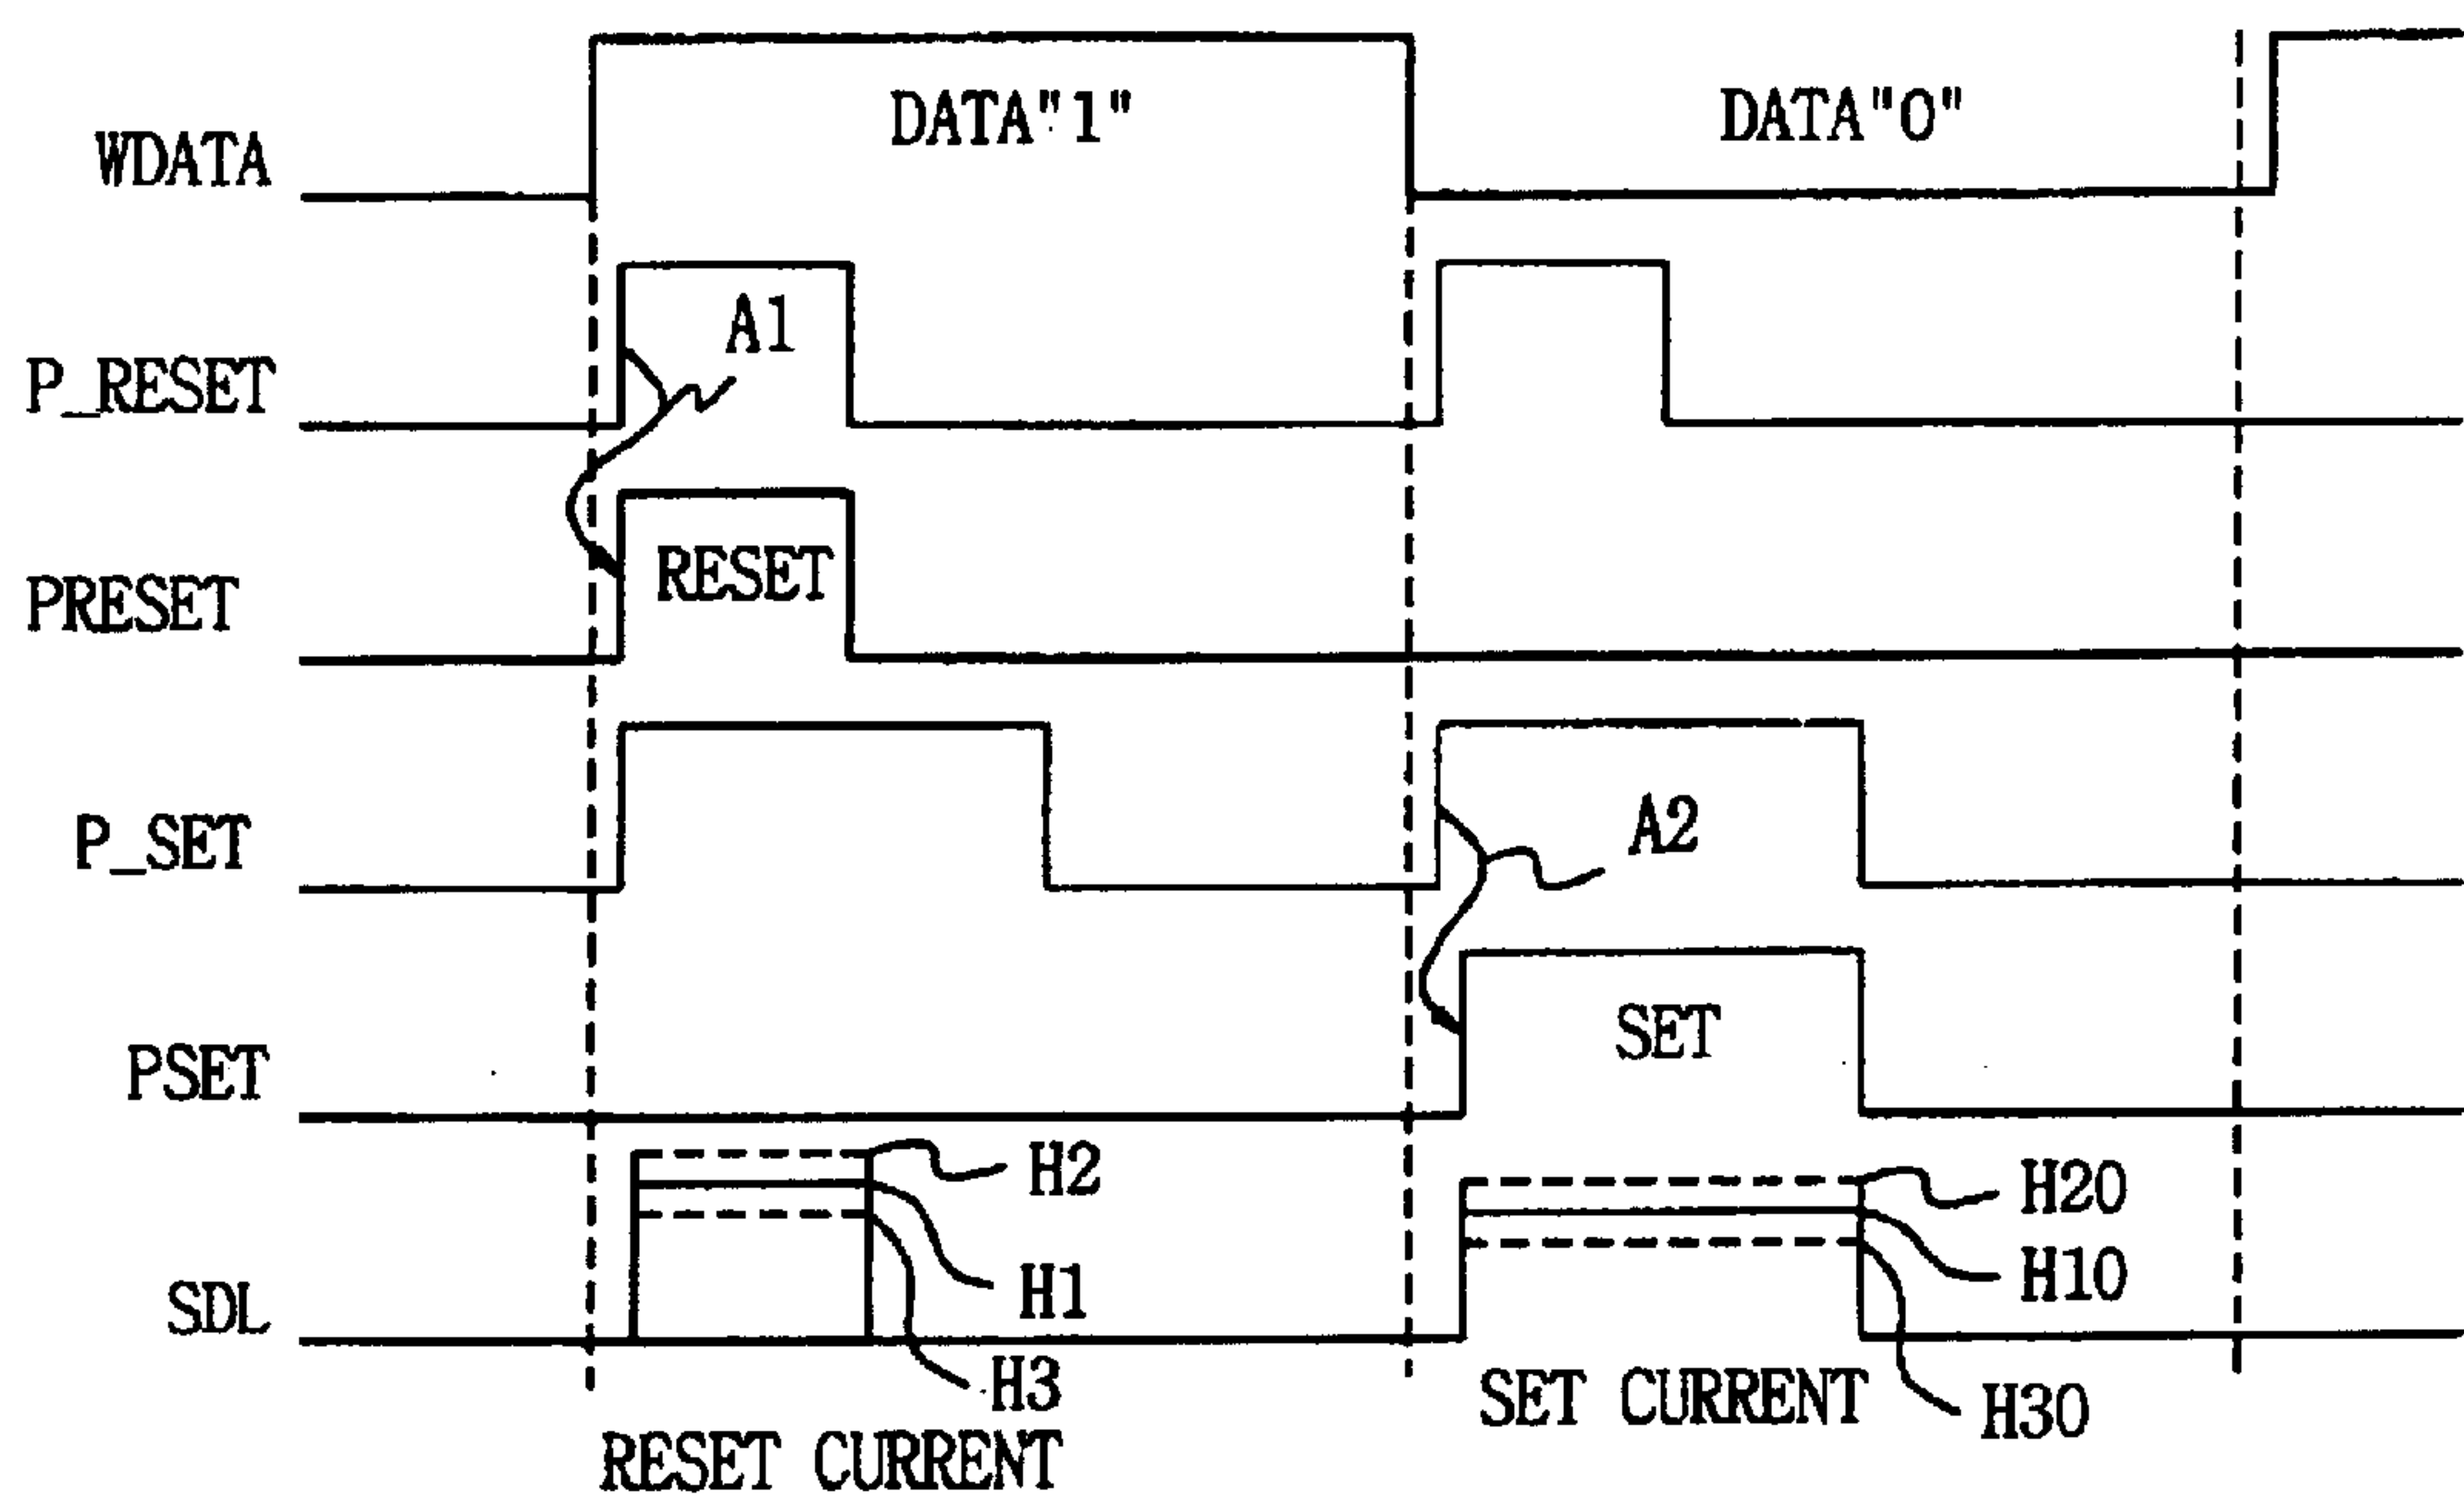 WDATA
DATA"1"
DATA"0"
P_RESET
A1
PRESET
RESET
P_SET
A2
PSET
SET
SDL
H2
H1
H3
RESET CURRENT
H20
H10
H30
SET CURRENT